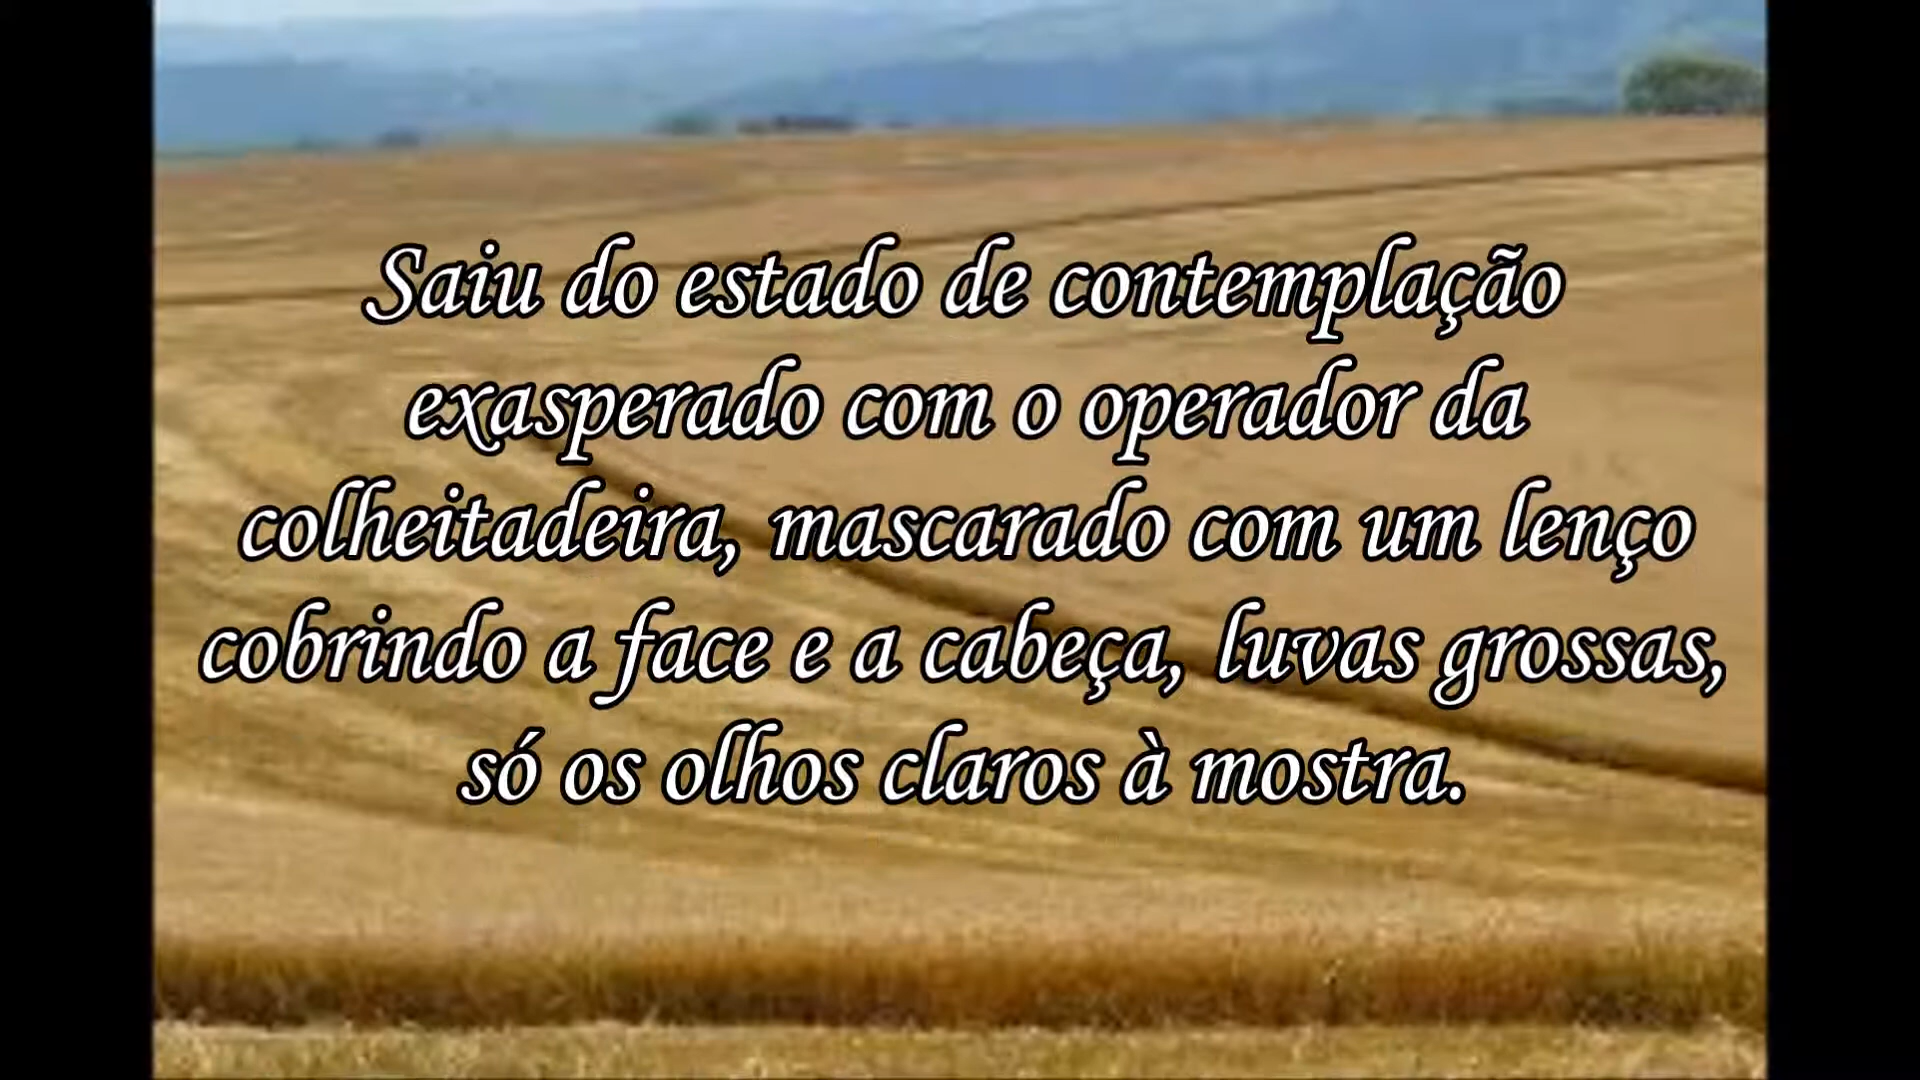 Saiu do estado de contemplação
exasperado com o operador da
colheitadeira, mascarado com um lenço
cobrindo a face e a cabeça, luvas grossas,
só os olhos claros à mostra.